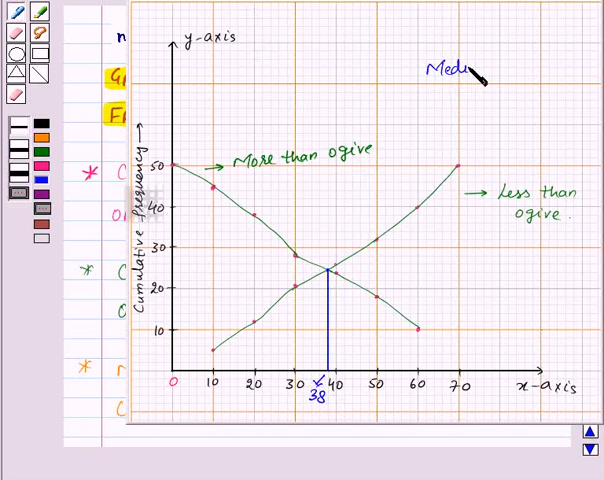 y-axis
Med
More than ogive
Less than
ogive.
Cumulative frequency
50
40
30
20
10
0 10 20 30 40 50 60 70 x-axis
38